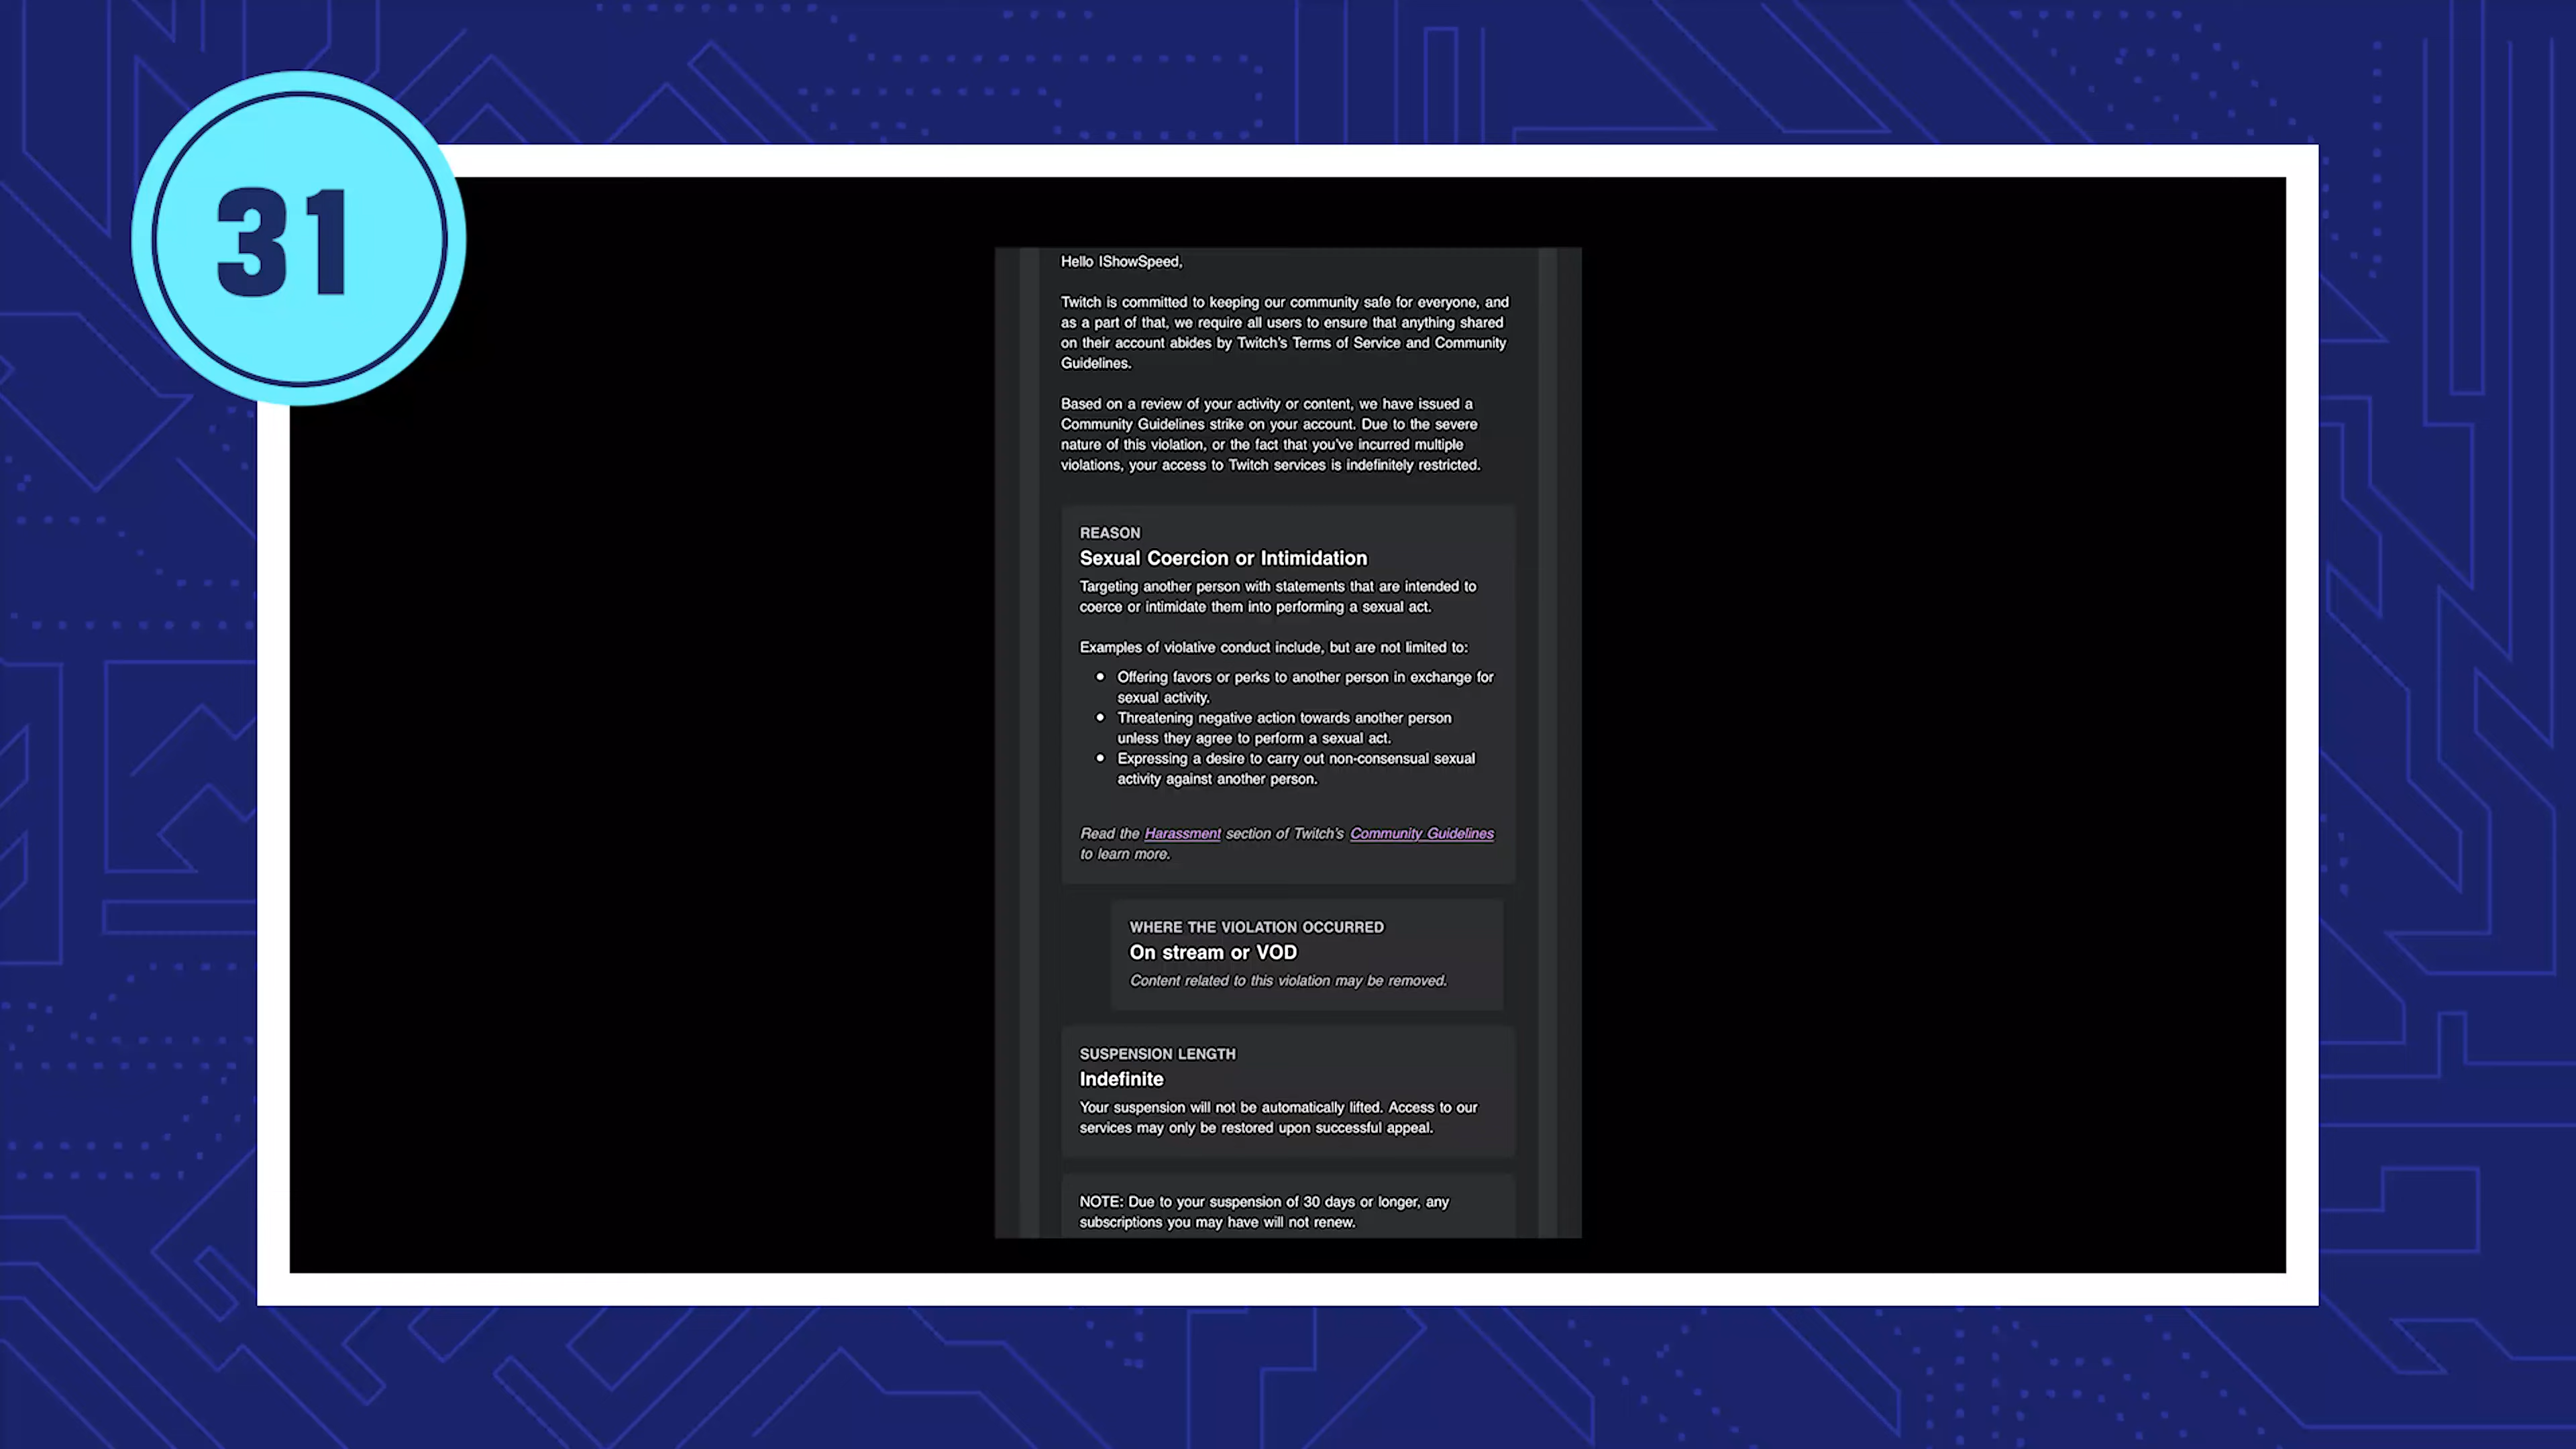 31
Hello IShowSpeed,
Twitch is committed to keeping our community safe for everyone, and
as a part of that, we require all users to ensure that anything shared
on their account abides by Twitch's Terms of Service and Community
Guidelines.
Based on a review of your activity or content, we have issued a
Community Guidelines strike on your account. Due to the severe
nature of this violation, or the fact that you've incurred multiple
violations, your access to Twitch services is indefinitely restricted.
REASON
Sexual Coercion or Intimidation
Targeting another person with statements that are intended to
coerce or intimidate them into performing a sexual act.
Examples of violative conduct include, but are not limited to:
• Offering favors or perks to another person in exchange for
sexual activity.
• Threatening negative action towards another person
unless they agree to perform a sexual act.
• Expressing a desire to carry out non-consensual sexual
activity against another person.
Read the Harassment section of Twitch's Community Guidelines
to learn more.
WHERE THE VIOLATION OCCURRED
On stream or VOD
Content related to this violation may be removed.
SUSPENSION LENGTH
Indefinite
Your suspension will not be automatically lifted. Access to our
services may only be restored upon successful appeal.
NOTE: Due to your suspension of 30 days or longer, any
subscriptions you may have will not renew.